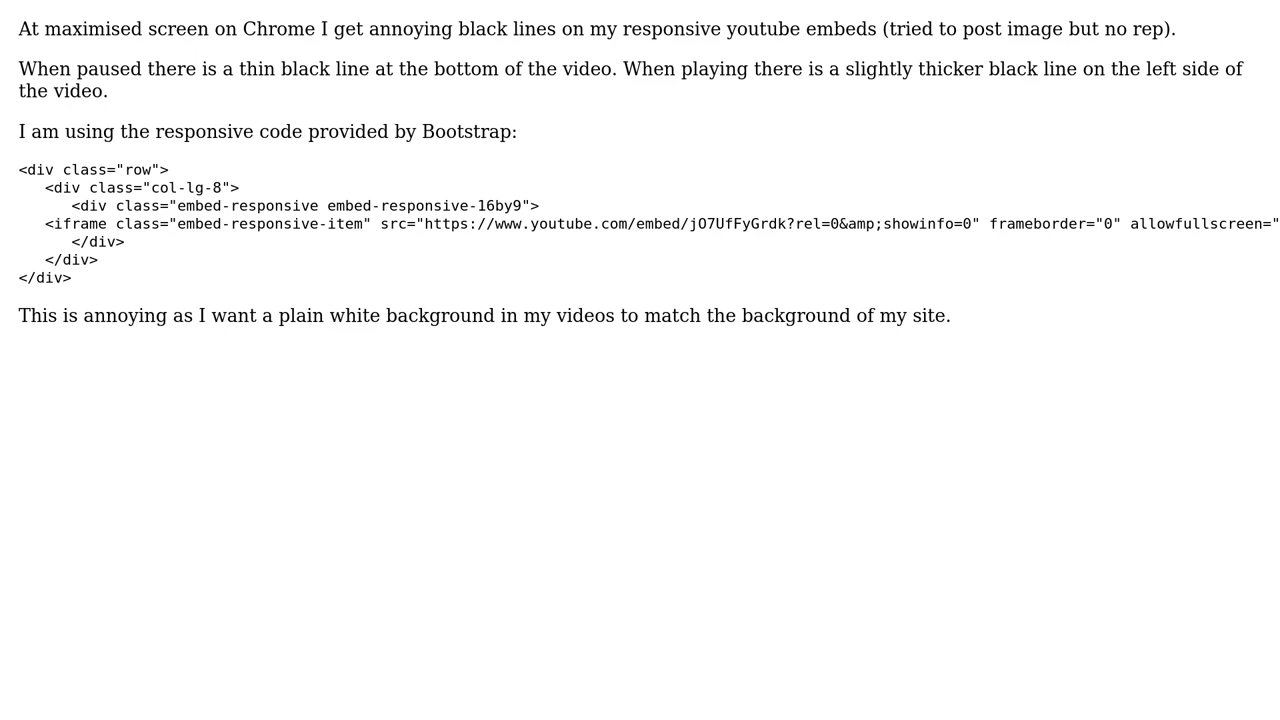 At maximised screen on Chrome I get annoying black lines on my responsive youtube embeds (tried to post image but no rep).
When paused there is a thin black line at the bottom of the video. When playing there is a slightly thicker black line on the left side of
the video.
I am using the responsive code provided by Bootstrap:
<div class="row">
   <div class="col-lg-8">
      <div class="embed-responsive embed-responsive-16by9">
   <iframe class="embed-responsive-item" src="https://www.youtube.com/embed/jO7UfFyGrdk?rel=0&amp;showinfo=0" frameborder="0" allowfullscreen="
      </div>
   </div>
</div>
This is annoying as I want a plain white background in my videos to match the background of my site.